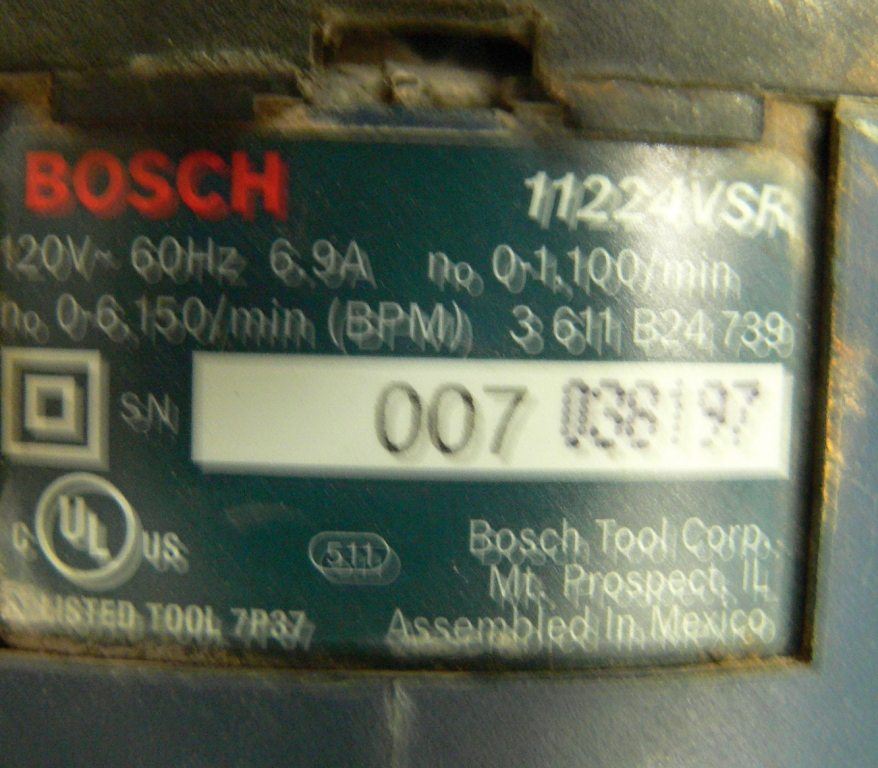 BOSCH 11224VSR
120V~ 60Hz 6.9A n₀ 0-1,100/min
n₀ 0-6,150/min (BPM) 3 611 B24 739
SN 007
C UL US
511
Bosch Tool Corp.
Mt. Prospect, IL
LISTED TOOL 7P37 Assembled In Mexico